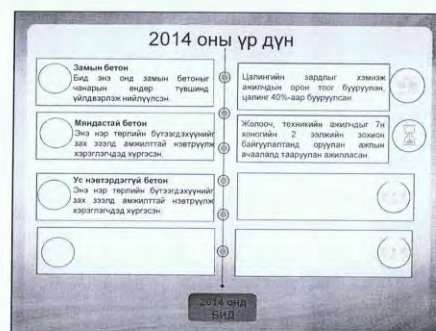 2014 оны үр дүн
Замын бетон
Бид энэ онд замын бетоныг
чанарын өндөр түвшинд
үйлдвэрлэж нийлүүлсэн.
Мяндастай бетон
Энэ нэр төрлийн бүтээгдэхүүнийг
зах зээлд амжилттай нэвтрүүлж
хэрэглэгчдэд хүргэсэн.
Ус нэвтэрдэггүй бетон
Энэ нэр төрлийн бүтээгдэхүүнийг
зах зээлд амжилттай нэвтрүүлж
хэрэглэгчдэд хүргэсэн.
Цалингийн зардлыг хэмнэж
ажилчдын орон тоог бууруулан,
цалинг 40%-аар бууруулсан.
Жолооч, техникийн ажилчдыг 7н
хоногийн 2 ээлжийн зохион
байгуулалтанд оруулан ажлын
ачаалалд тааруулан ажилласан.
2014 онд
БИД